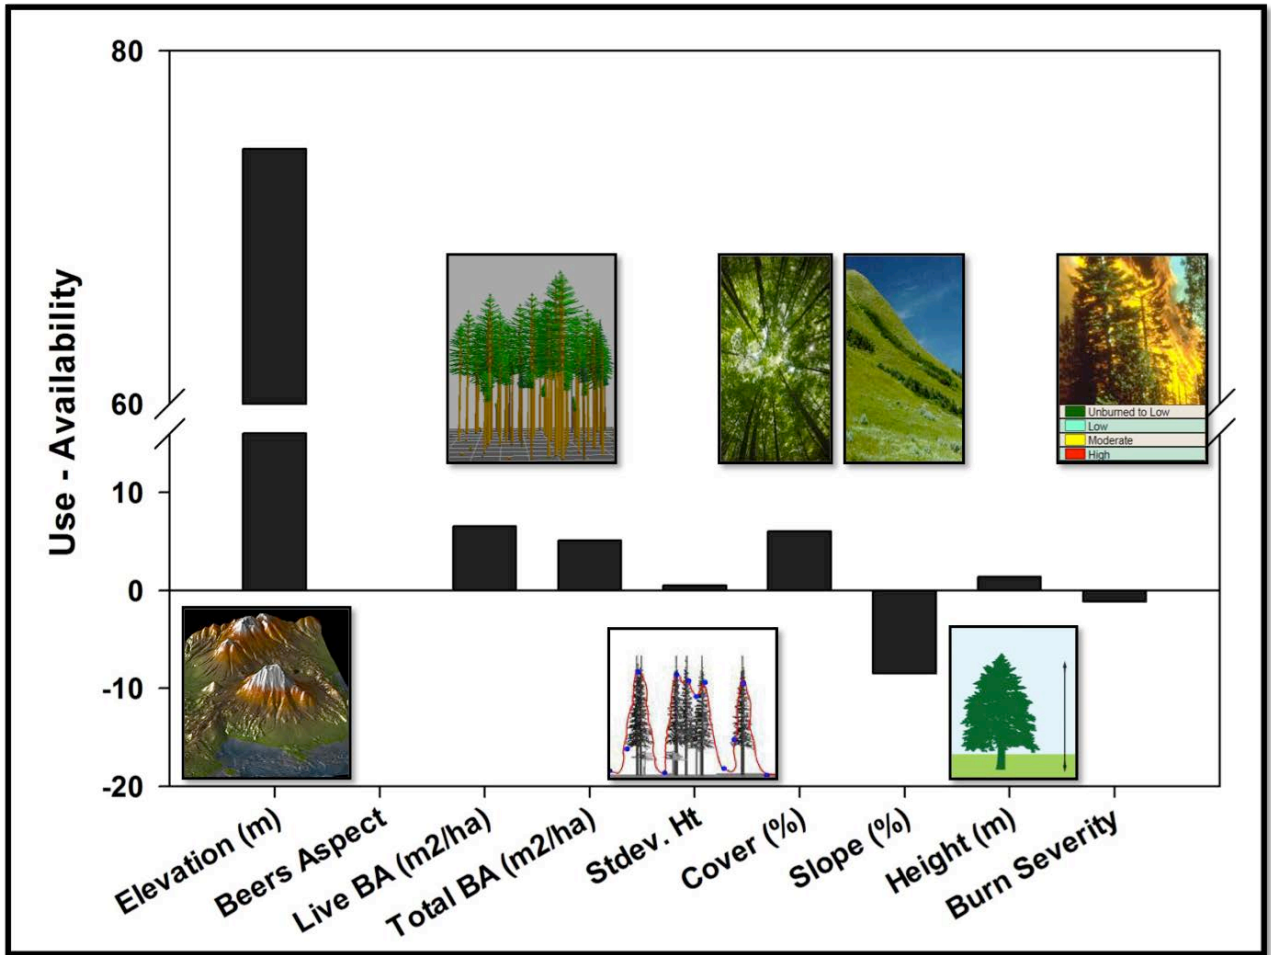 80
60
10
0
-10
-20
Use - Availability
Unburned to Low
Low
Moderate
High
Elevation (m)
Beers Aspect
Live BA (m2/ha)
Total BA (m2/ha)
Stdev. Ht
Cover (%)
Slope (%)
Height (m)
Burn Severity